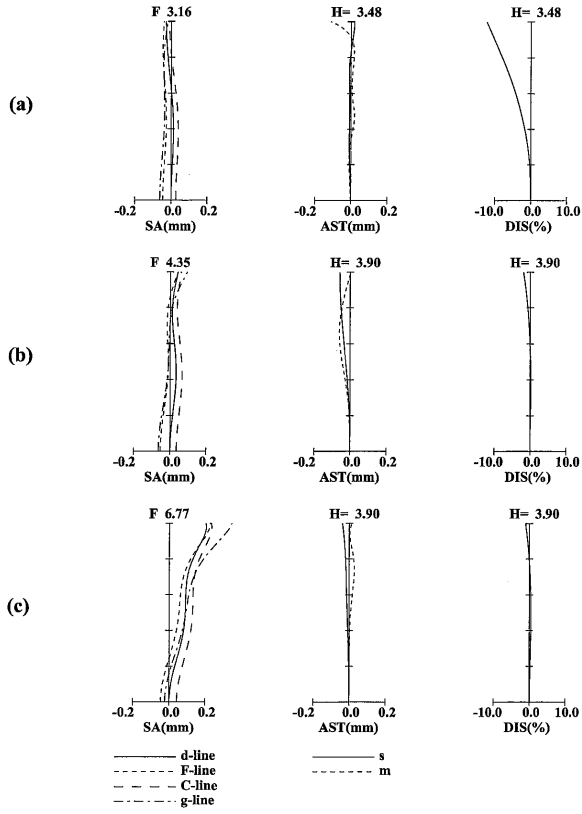 F 3.16 H= 3.48 H= 3.48
(a)
-0.2 0.0 0.2 -0.2 0.0 0.2 -10.0 0.0 10.0
SA(mm) AST(mm) DIS(%)
F 4.35 H= 3.90 H= 3.90
(b)
-0.2 0.0 0.2 -0.2 0.0 0.2 -10.0 0.0 10.0
SA(mm) AST(mm) DIS(%)
F 6.77 H= 3.90 H= 3.90
(c)
-0.2 0.0 0.2 -0.2 0.0 0.2 -10.0 0.0 10.0
SA(mm) AST(mm) DIS(%)
d-line s
F-line m
C-line
g-line